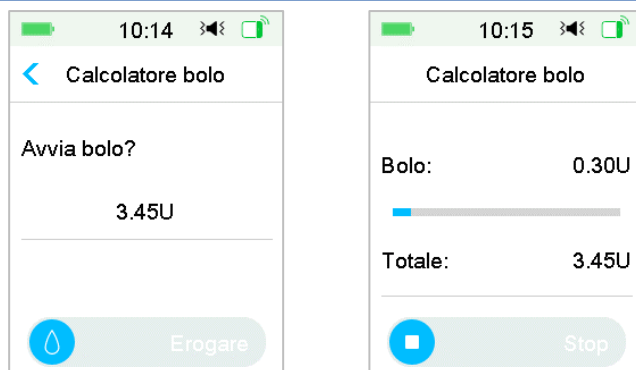 10:14
Calcolatore bolo
Avvia bolo?
3.45U
Erogare
10:15
Calcolatore bolo
Bolo: 0.30U
Totale: 3.45U
Stop